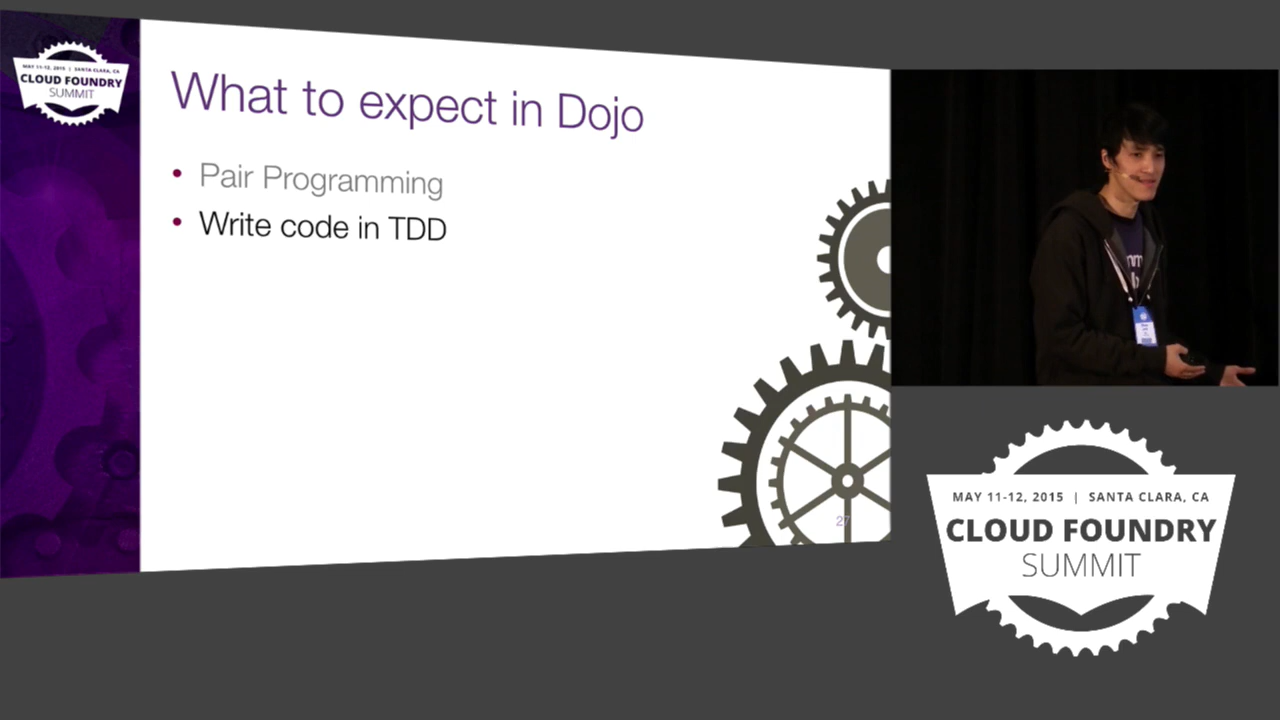 MAY 11-12, 2015 | SANTA CLARA, CA
CLOUD FOUNDRY
SUMMIT
What to expect in Dojo
• Pair Programming
• Write code in TDD
27
MAY 11-12, 2015 | SANTA CLARA, CA
CLOUD FOUNDRY
SUMMIT